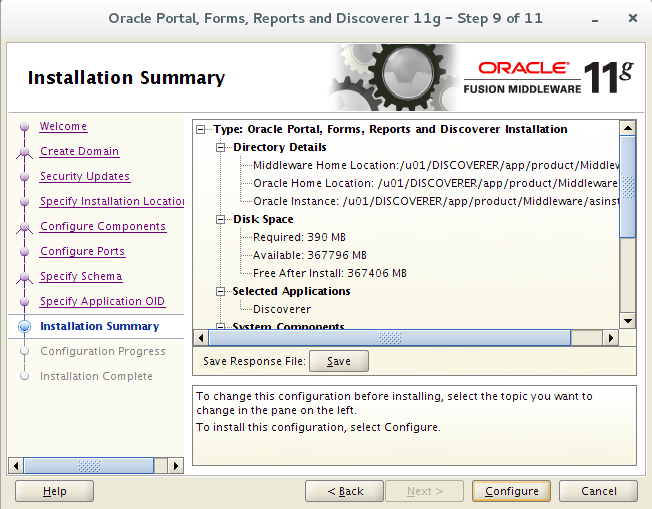 Oracle Portal, Forms, Reports and Discoverer 11g – Step 9 of 11
Installation Summary
ORACLE
FUSION MIDDLEWARE
11g
Welcome
Create Domain
Security Updates
Specify Installation Location
Configure Components
Configure Ports
Specify Schema
Specify Application OID
Installation Summary
Configuration Progress
Installation Complete
Type: Oracle Portal, Forms, Reports and Discoverer Installation
Directory Details
Middleware Home Location:/u01/DISCOVERER/app/product/Middlew
Oracle Home Location: /u01/DISCOVERER/app/product/Middleware
Oracle Instance: /u01/DISCOVERER/app/product/Middleware/asinst
Disk Space
Required: 390 MB
Available: 367796 MB
Free After Install: 367406 MB
Selected Applications
Discoverer
System Components
Save Response File:
Save
To change this configuration before installing, select the topic you want to
change in the pane on the left.
To install this configuration, select Configure.
Help
< Back
Next >
Configure
Cancel